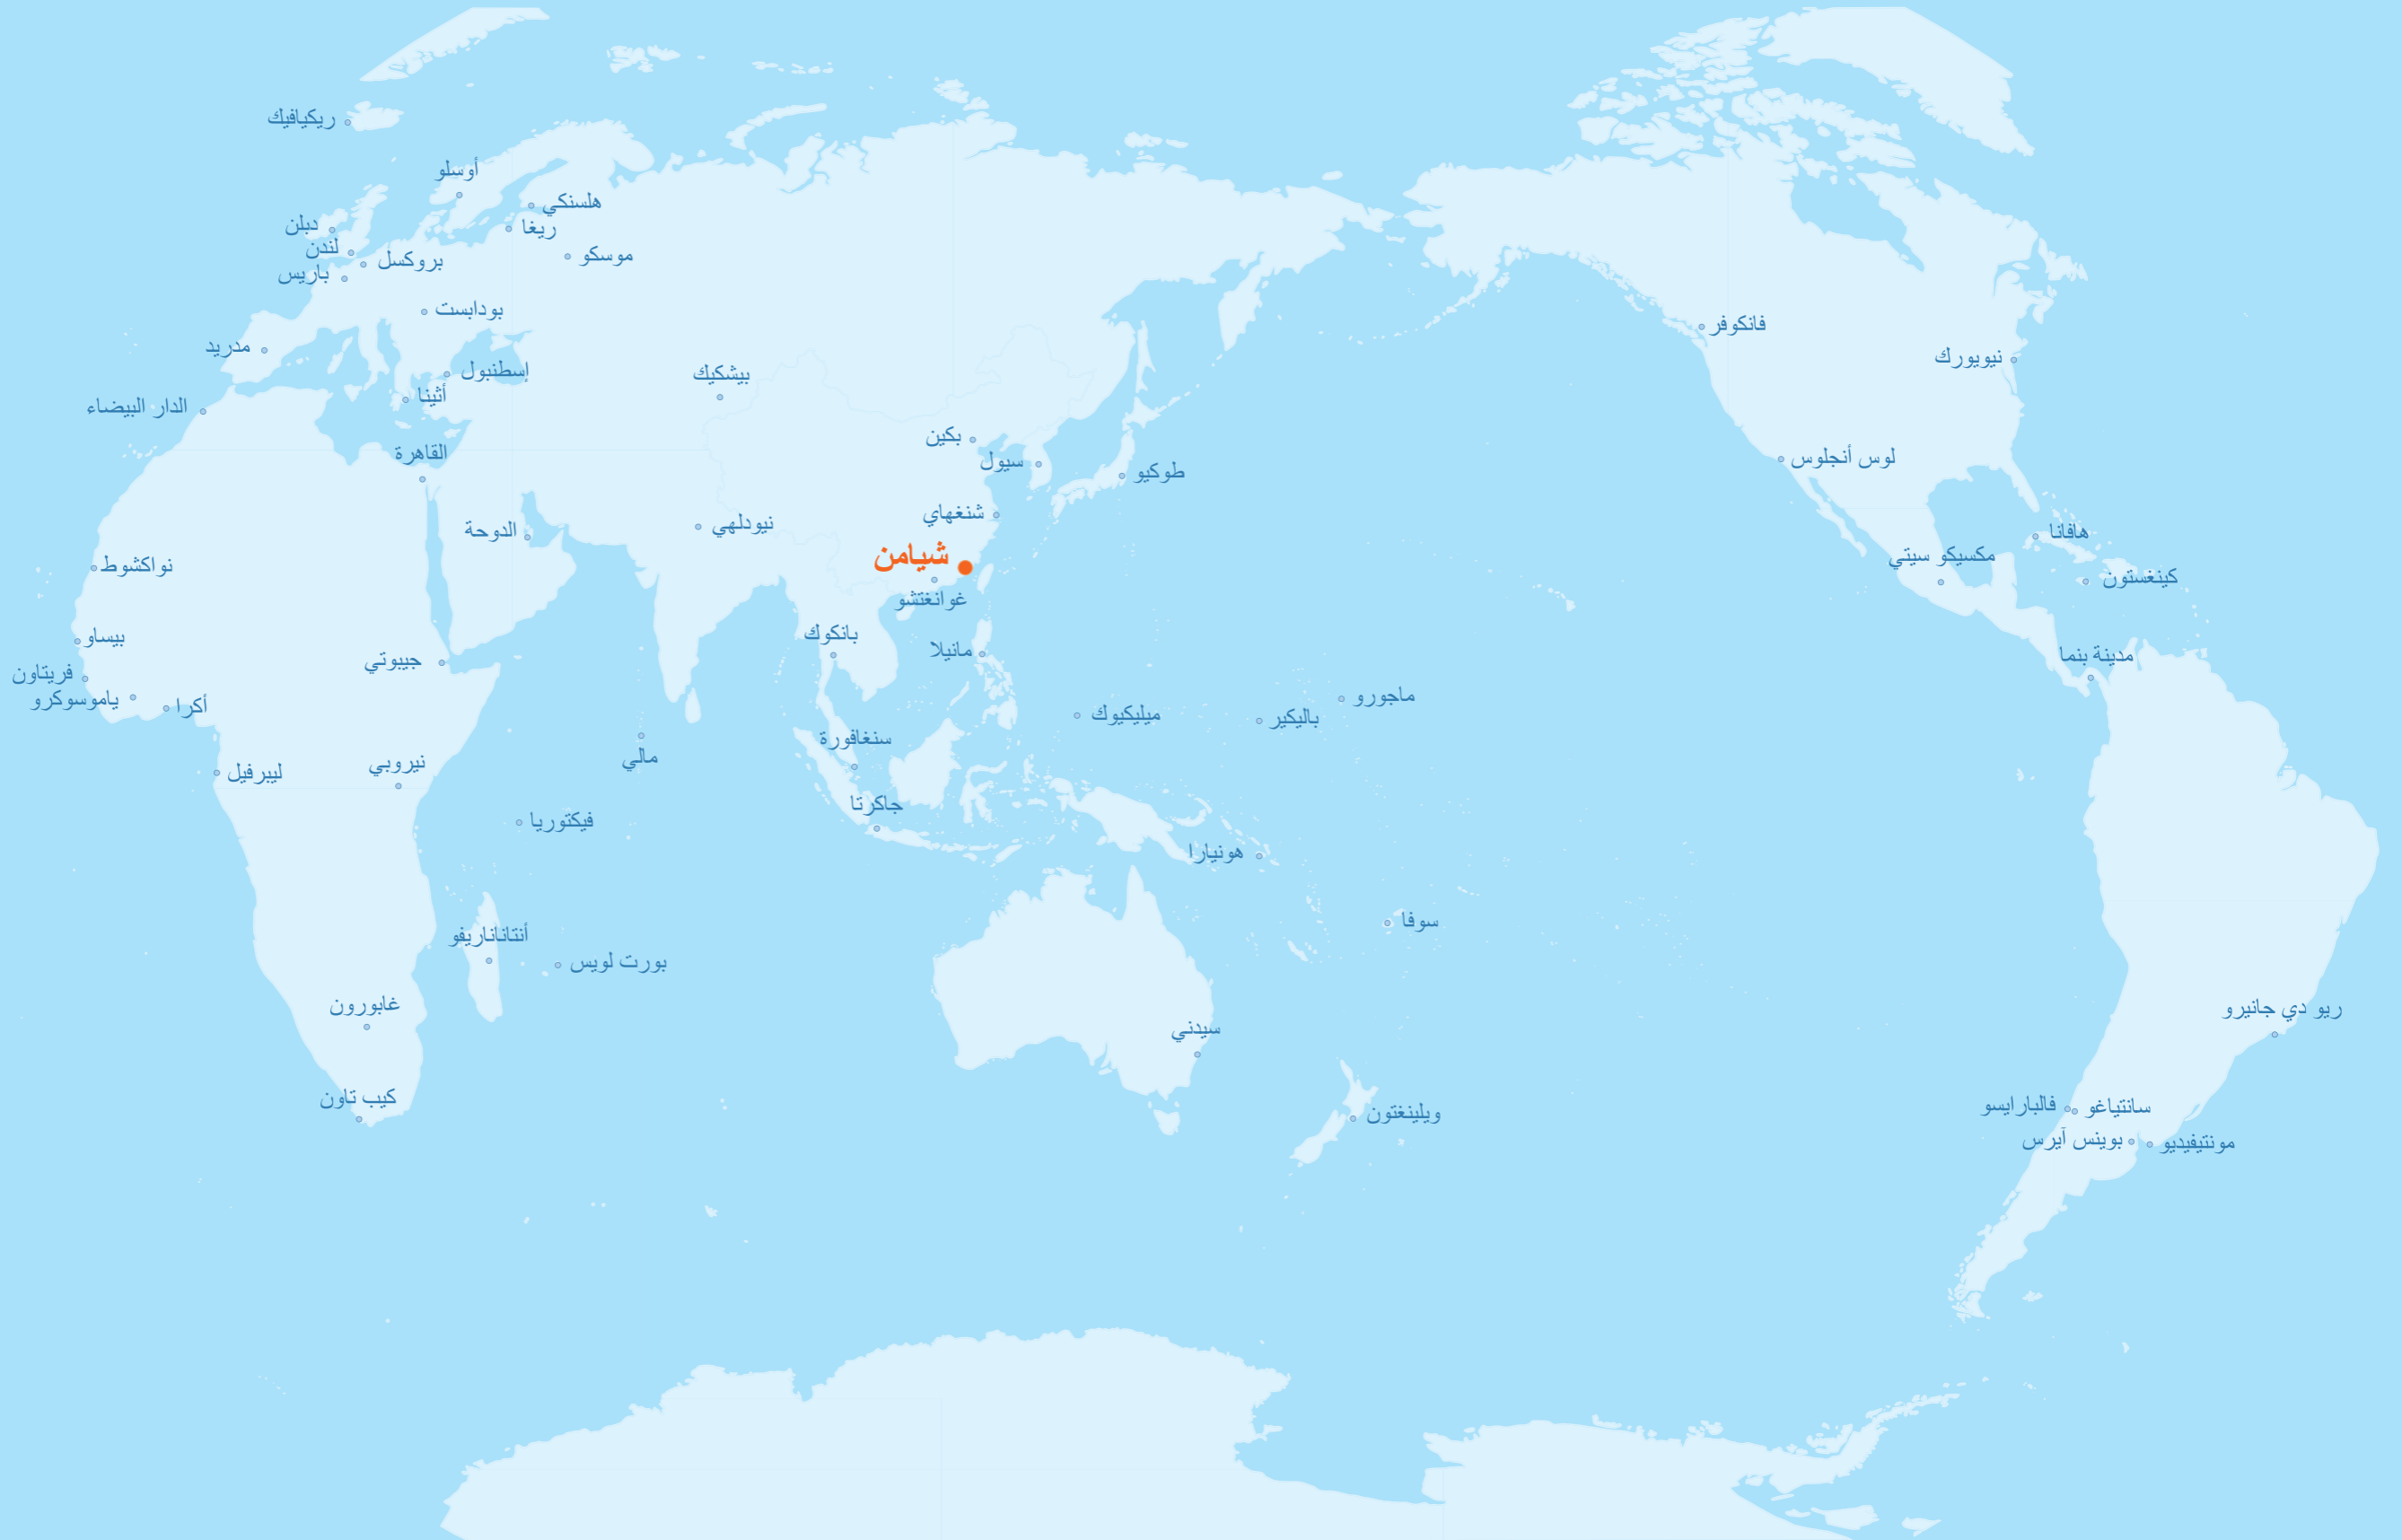 ريكيافيك
أوسلو
هلسنكي
دبلن
ريغا
لندن
بروكسل
موسكو
باريس
بودابست
فانكوفر
مدريد
نيويورك
إسطنبول
بيشكيك
أثينا
الدار البيضاء
بكين
القاهرة
سيول
طوكيو
لوس أنجلوس
شنغهاي
نيودلهي
الدوحة
هافانا
شيامن
مكسيكو سيتي
نواكشوط
كينغستون
غوانغتشو
بانكوك
بيساو
مانيلا
مدينة بنما
جيبوتي
فريتاون
ياموسوكرو
أكرا
ماجورو
ميليكيوك
باليكير
سنغافورة
مالي
نيروبي
ليبرفيل
جاكرتا
فيكتوريا
هونيارا
سوفا
أنتاناناريفو
بورت لويس
غابورون
ريو دي جانيرو
سيدني
كيب تاون
ويلينغتون
سانتياغو
فالبارايسو
بوينس آيرس
مونتيفيديو